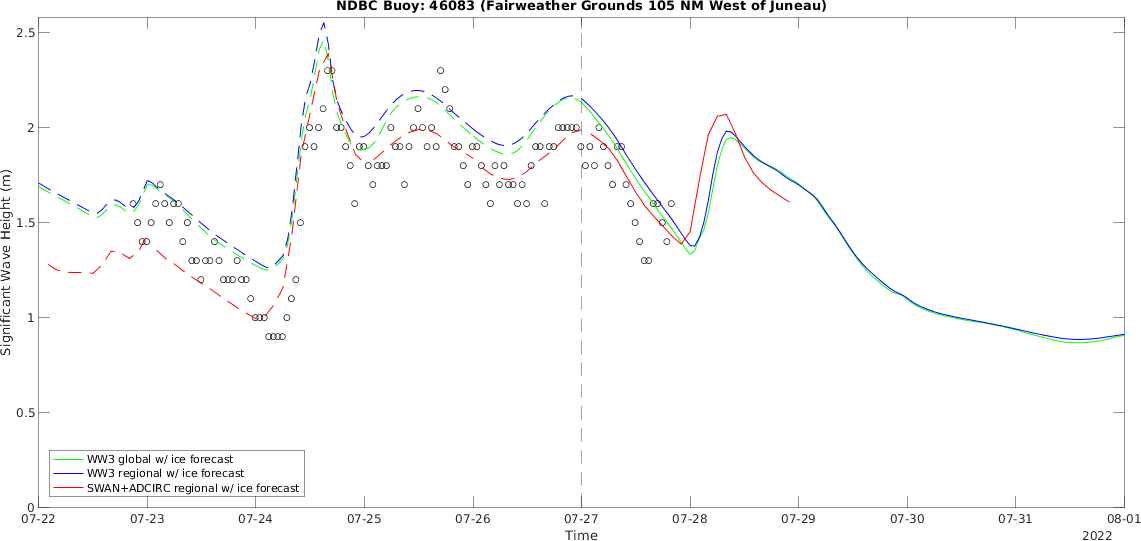 NDBC Buoy: 46083 (Fairweather Grounds 105 NM West of Juneau)
Significant Wave Height (m)
2.5
2
1.5
1
0.5
0
WW3 global w/ ice forecast
WW3 regional w/ ice forecast
SWAN+ADCIRC regional w/ ice forecast
07-22 07-23 07-24 07-25 07-26 07-27 07-28 07-29 07-30 07-31 08-01
Time
2022